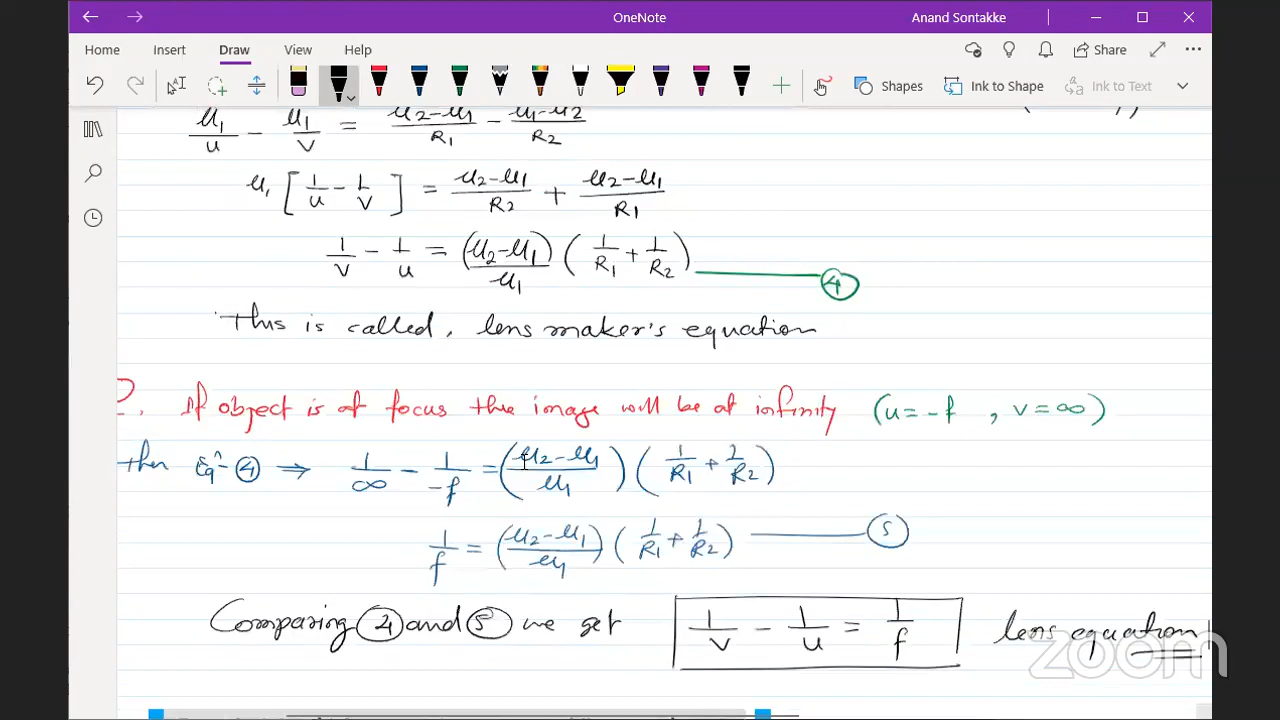 OneNote
Anand Sontakke
Home Insert Draw View Help Share
Shapes Ink to Shape Ink to Text
μ1/u - μ1/v = μ2-μ1/R1 - μ1-μ2/R2
μ1 [1/u - 1/v] = μ2-μ1/R2 + μ2-μ1/R1
1/v - 1/u = (μ2-μ1)/μ1 (1/R1 + 1/R2) 4
This is called, lens maker's equation
2. If object is at focus the image will be at infinity (u = -f , v = ∞)
then Eqn 4 ⇒ 1/∞ - 1/-f = (μ2-μ1/μ1) (1/R1 + 1/R2)
1/f = (μ2-μ1/μ1) (1/R1 + 1/R2) 5
Comparing 4 and 5 we get 1/v - 1/u = 1/f lens equation
zoom